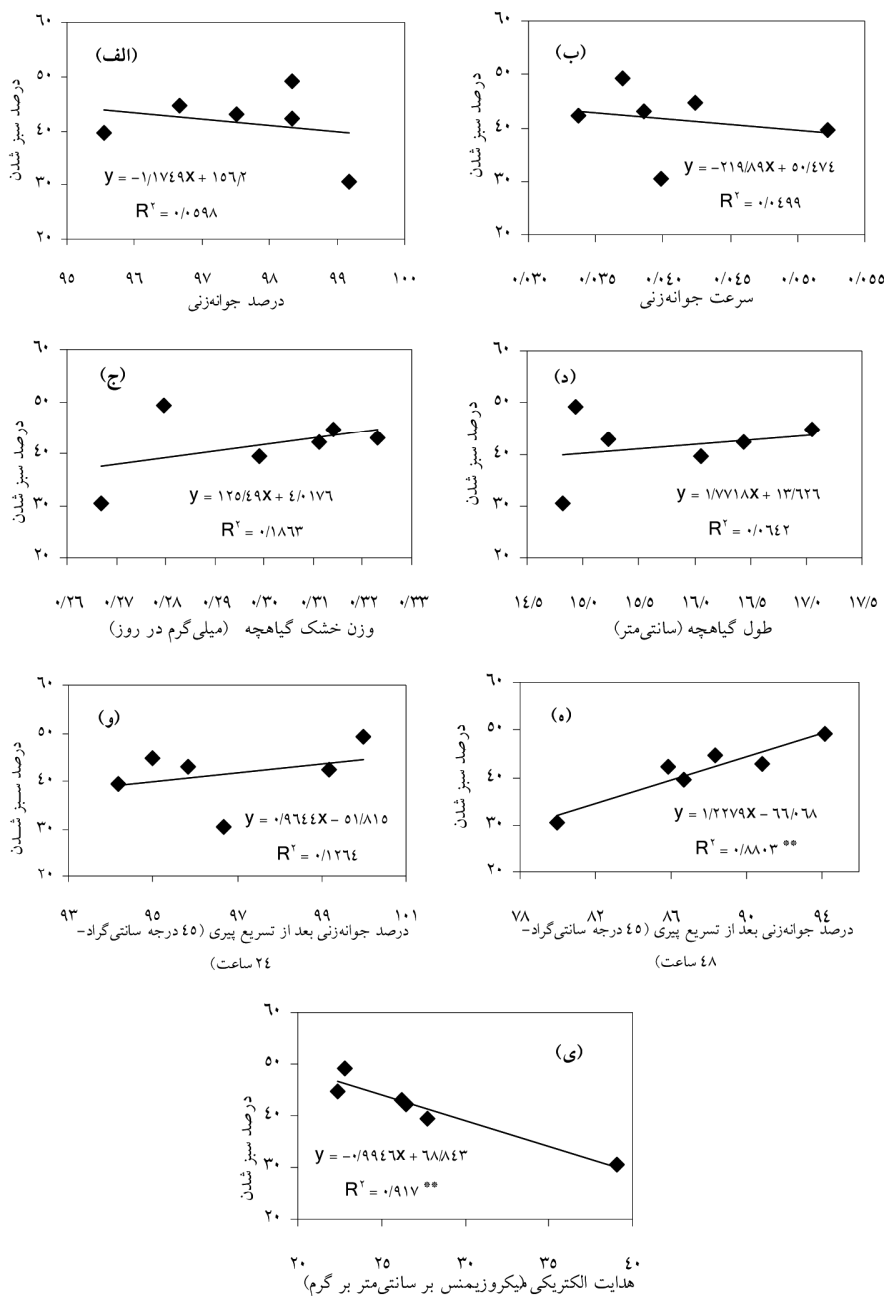 (الف)
درصد سبز شدن
٦٠
٥٠
٤٠
٣٠
٢٠
y = -١/١٧٤٩x + ١٥٦/٢
R٢ = ٠/٠٥٩٨
٩٥ ٩٦ ٩٧ ٩٨ ٩٩ ١٠٠
درصد جوانه‌زنی
(ب)
درصد سبز شدن
٦٠
٥٠
٤٠
٣٠
٢٠
y = -٢١٩/٨٩x + ٥٠/٤٧٤
R٢ = ٠/٠٤٩٩
٠/٠٣٠ ٠/٠٣٥ ٠/٠٤٠ ٠/٠٤٥ ٠/٠٥٠ ٠/٠٥٥
سرعت جوانه‌زنی
(ج)
درصد سبز شدن
٦٠
٥٠
٤٠
٣٠
٢٠
y = ١٢٥/٤٩x + ٤/٠١٧٦
R٢ = ٠/١٨٦٣
٠/٢٦ ٠/٢٧ ٠/٢٨ ٠/٢٩ ٠/٣٠ ٠/٣١ ٠/٣٢ ٠/٣٣
وزن خشک گیاهچه (میلی‌گرم در روز)
(د)
درصد سبز شدن
٦٠
٥٠
٤٠
٣٠
٢٠
y = ١/٧٧١٨x + ١٣/٦٢٦
R٢ = ٠/٠٦٤٢
١٤/٥ ١٥/٠ ١٥/٥ ١٦/٠ ١٦/٥ ١٧/٠ ١٧/٥
طول گیاهچه (سانتی‌متر)
(و)
درصد سبز شدن
٦٠
٥٠
٤٠
٣٠
٢٠
y = ٠/٩٦٤٤x - ٥١/٨١٥
R٢ = ٠/١٢٦٤
٩٣ ٩٥ ٩٧ ٩٩ ١٠١
درصد جوانه‌زنی بعد از تسریع پیری (٤٥ درجه سانتی‌گراد-
٢٤ ساعت)
(ه)
درصد سبز شدن
٦٠
٥٠
٤٠
٣٠
٢٠
y = ١/٢٢٧٩x - ٦٦/٠٦٨
R٢ = ٠/٨٨٠٣ **
٧٨ ٨٢ ٨٦ ٩٠ ٩٤
درصد جوانه‌زنی بعد از تسریع پیری (٤٥ درجه سانتی‌گراد-
٤٨ ساعت)
(ی)
درصد سبز شدن
٦٠
٥٠
٤٠
٣٠
٢٠
y = -٠/٩٩٤٦x + ٦٨/٨٤٣
R٢ = ٠/٩١٧ **
٢٠ ٢٥ ٣٠ ٣٥ ٤٠
هدایت الکتریکی (میکروزیمنس بر سانتی‌متر بر گرم)